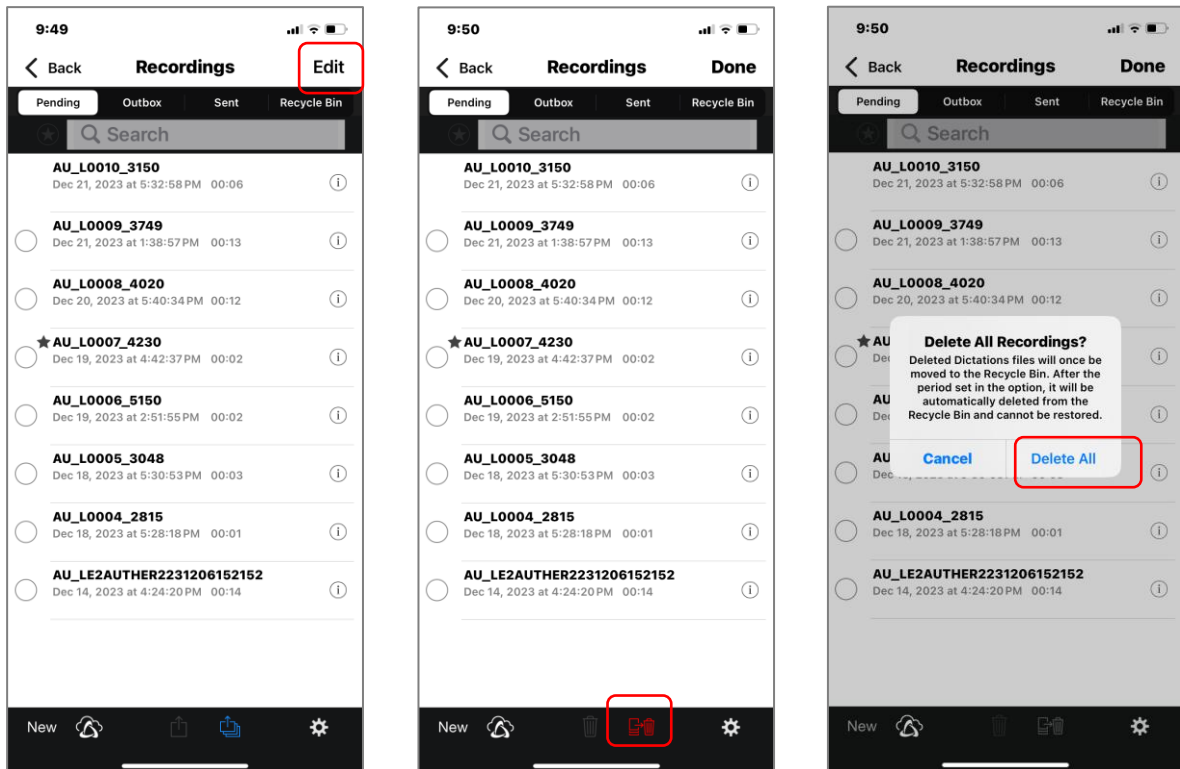 9:49
Back Recordings Edit
Pending Outbox Sent Recycle Bin
Search
AU_L0010_3150
Dec 21, 2023 at 5:32:58 PM 00:06
AU_L0009_3749
Dec 21, 2023 at 1:38:57 PM 00:13
AU_L0008_4020
Dec 20, 2023 at 5:40:34 PM 00:12
AU_L0007_4230
Dec 19, 2023 at 4:42:37 PM 00:02
AU_L0006_5150
Dec 19, 2023 at 2:51:55 PM 00:02
AU_L0005_3048
Dec 18, 2023 at 5:30:53 PM 00:03
AU_L0004_2815
Dec 18, 2023 at 5:28:18 PM 00:01
AU_LE2AUTHER2231206152152
Dec 14, 2023 at 4:24:20 PM 00:14
New
9:50
Back Recordings Done
Pending Outbox Sent Recycle Bin
Search
AU_L0010_3150
Dec 21, 2023 at 5:32:58 PM 00:06
AU_L0009_3749
Dec 21, 2023 at 1:38:57 PM 00:13
AU_L0008_4020
Dec 20, 2023 at 5:40:34 PM 00:12
AU_L0007_4230
Dec 19, 2023 at 4:42:37 PM 00:02
AU_L0006_5150
Dec 19, 2023 at 2:51:55 PM 00:02
AU_L0005_3048
Dec 18, 2023 at 5:30:53 PM 00:03
AU_L0004_2815
Dec 18, 2023 at 5:28:18 PM 00:01
AU_LE2AUTHER2231206152152
Dec 14, 2023 at 4:24:20 PM 00:14
New
9:50
Back Recordings Done
Pending Outbox Sent Recycle Bin
Search
AU_L0010_3150
Dec 21, 2023 at 5:32:58 PM 00:06
AU_L0009_3749
Dec 21, 2023 at 1:38:57 PM 00:13
AU_L0008_4020
Dec 20, 2023 at 5:40:34 PM 00:12
AU
Dec
AU
Dec
AU
Dec
Delete All Recordings?
Deleted Dictations files will once be
moved to the Recycle Bin. After the
period set in the option, it will be
automatically deleted from the
Recycle Bin and cannot be restored.
Cancel Delete All
AU_L0004_2815
Dec 18, 2023 at 5:28:18 PM 00:01
AU_LE2AUTHER2231206152152
Dec 14, 2023 at 4:24:20 PM 00:14
New